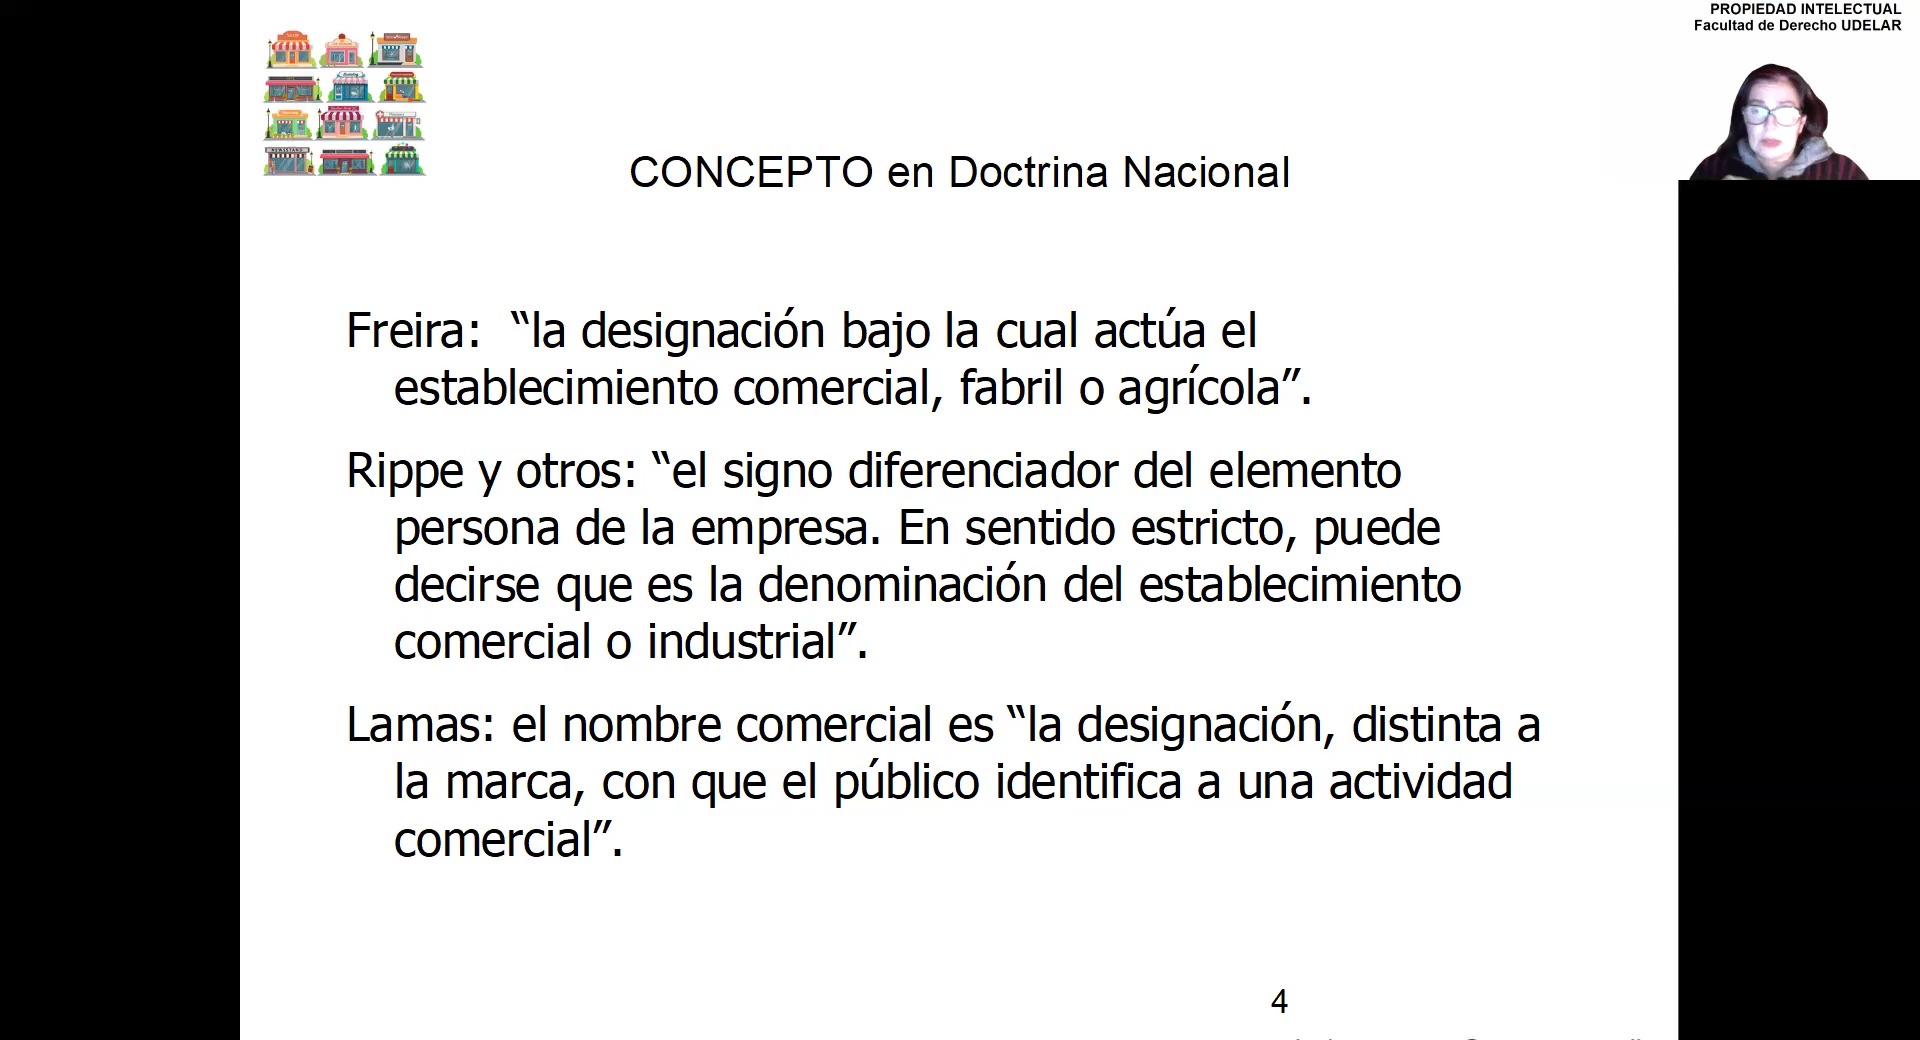 PROPIEDAD INTELECTUAL
Facultad de Derecho UDELAR
NEWSSTAND
CONCEPTO en Doctrina Nacional
Freira: “la designación bajo la cual actúa el
establecimiento comercial, fabril o agrícola”.
Rippe y otros: “el signo diferenciador del elemento
persona de la empresa. En sentido estricto, puede
decirse que es la denominación del establecimiento
comercial o industrial”.
Lamas: el nombre comercial es “la designación, distinta a
la marca, con que el público identifica a una actividad
comercial”.
4